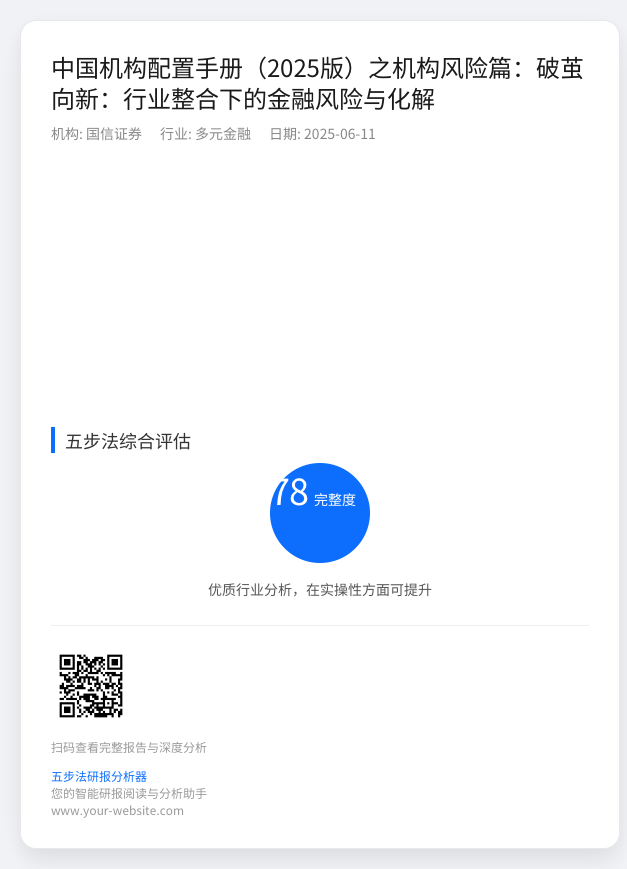 中国机构配置手册（2025版）之机构风险篇：破茧
向新：行业整合下的金融风险与化解
机构: 国信证券 行业: 多元金融 日期: 2025-06-11
五步法综合评估
78 完整度
优质行业分析，在实操性方面可提升
扫码查看完整报告与深度分析
五步法研报分析器
您的智能研报阅读与分析助手
www.your-website.com